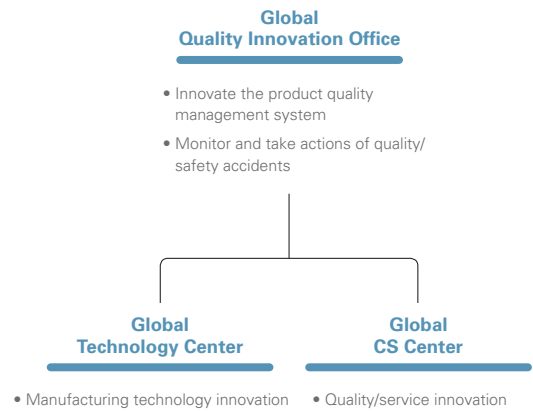 Global
Quality Innovation Office
• Innovate the product quality
management system
• Monitor and take actions of quality/
safety accidents
Global
Technology Center
• Manufacturing technology innovation
Global
CS Center
• Quality/service innovation